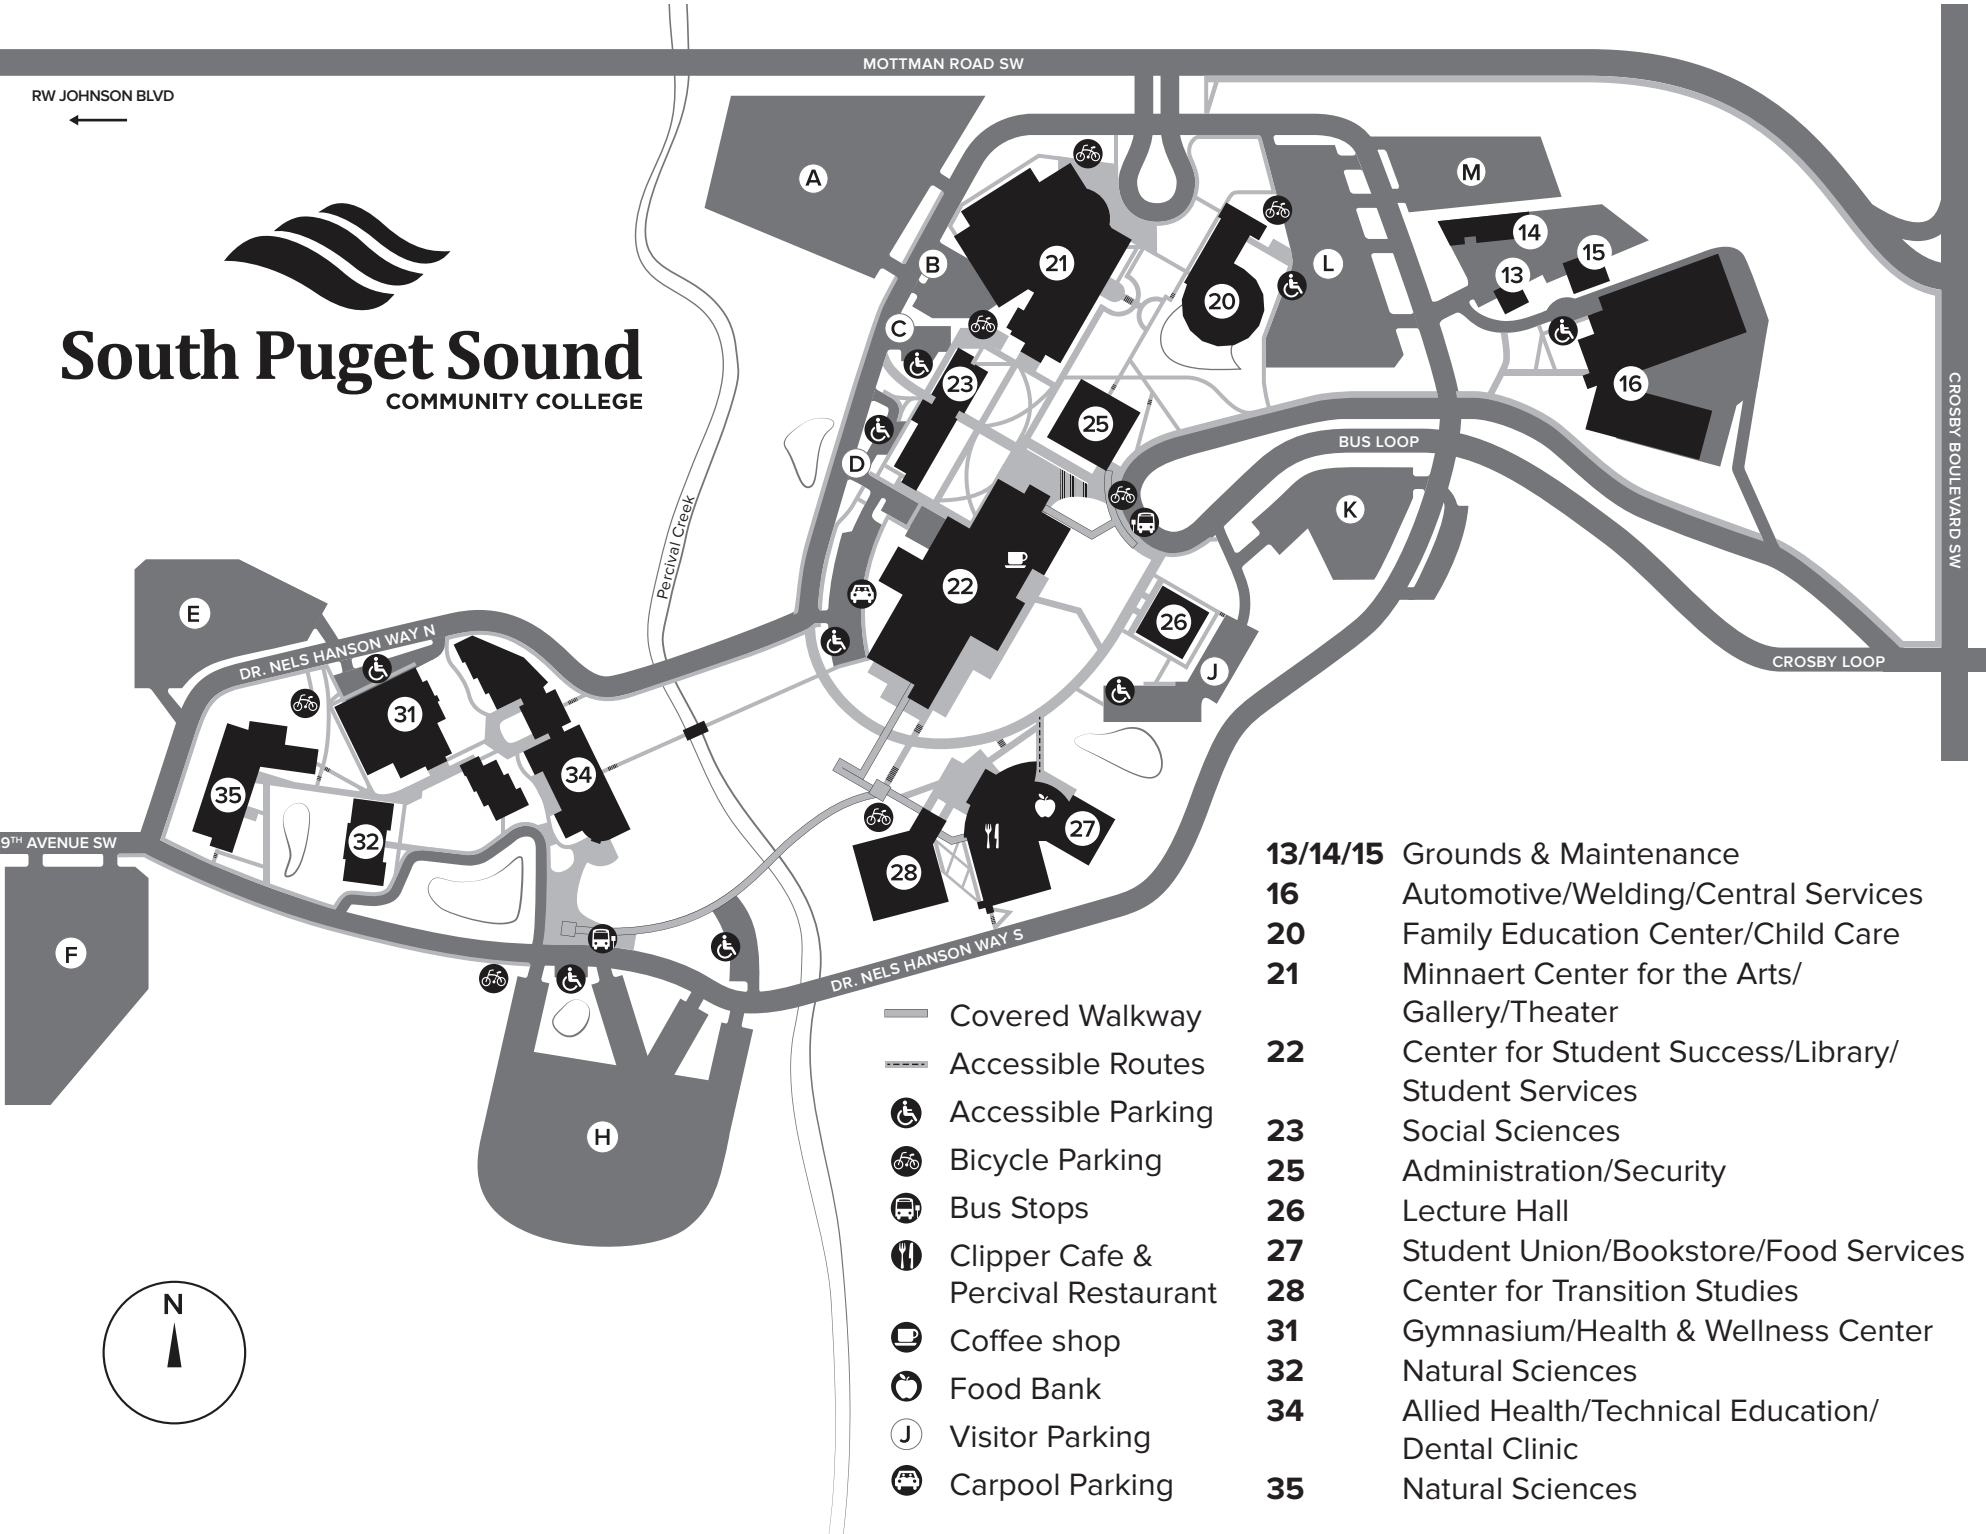 MOTTMAN ROAD SW
RW JOHNSON BLVD
A
M
14
15
13
B
21
L
20
C
South Puget Sound
COMMUNITY COLLEGE
23
16
CROSBY BOULEVARD SW
25
BUS LOOP
D
K
Percival Creek
22
E
26
DR. NELS HANSON WAY N
CROSBY LOOP
J
31
34
35
27
32
9TH AVENUE SW
28
F
DR. NELS HANSON WAY S
H
N
Covered Walkway
Accessible Routes
Accessible Parking
Bicycle Parking
Bus Stops
Clipper Cafe &
Percival Restaurant
Coffee shop
Food Bank
J Visitor Parking
Carpool Parking
13/14/15 Grounds & Maintenance
16 Automotive/Welding/Central Services
20 Family Education Center/Child Care
21 Minnaert Center for the Arts/
Gallery/Theater
22 Center for Student Success/Library/
Student Services
23 Social Sciences
25 Administration/Security
26 Lecture Hall
27 Student Union/Bookstore/Food Services
28 Center for Transition Studies
31 Gymnasium/Health & Wellness Center
32 Natural Sciences
34 Allied Health/Technical Education/
Dental Clinic
35 Natural Sciences